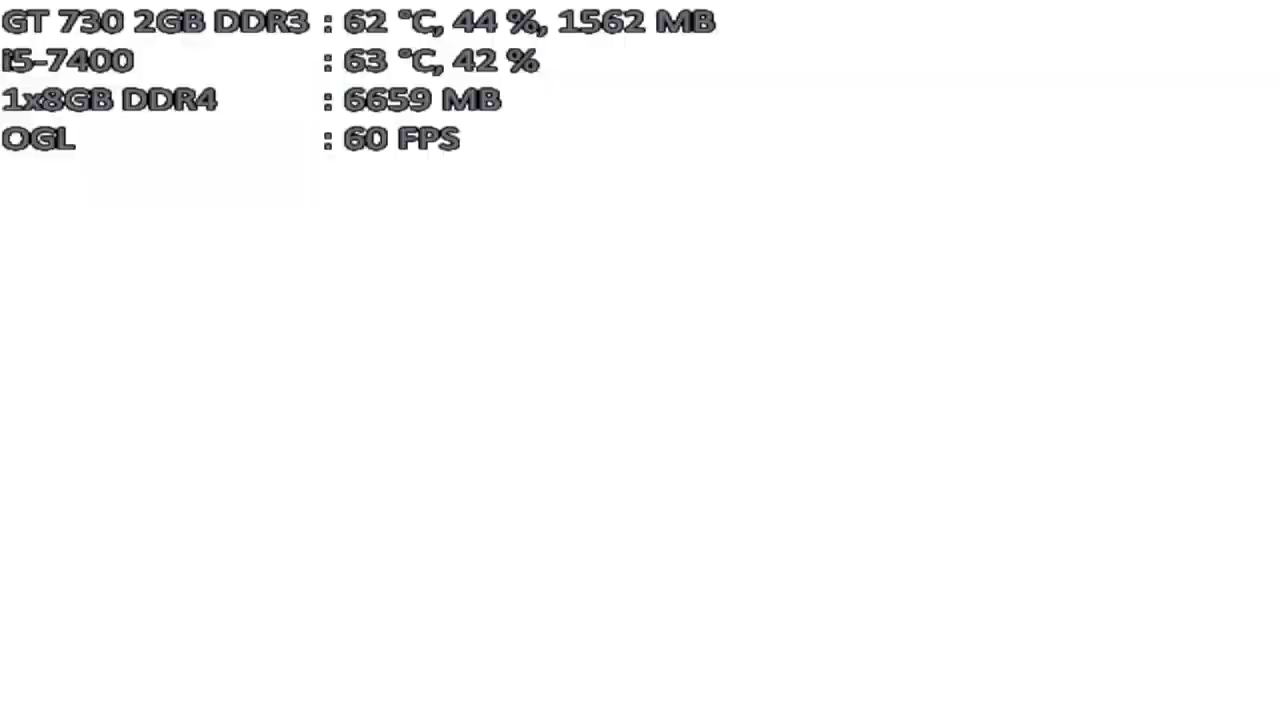 GT 730 2GB DDR3 : 62 °C, 44 %, 1562 MB
i5-7400 : 63 °C, 42 %
1x8GB DDR4 : 6659 MB
OGL : 60 FPS